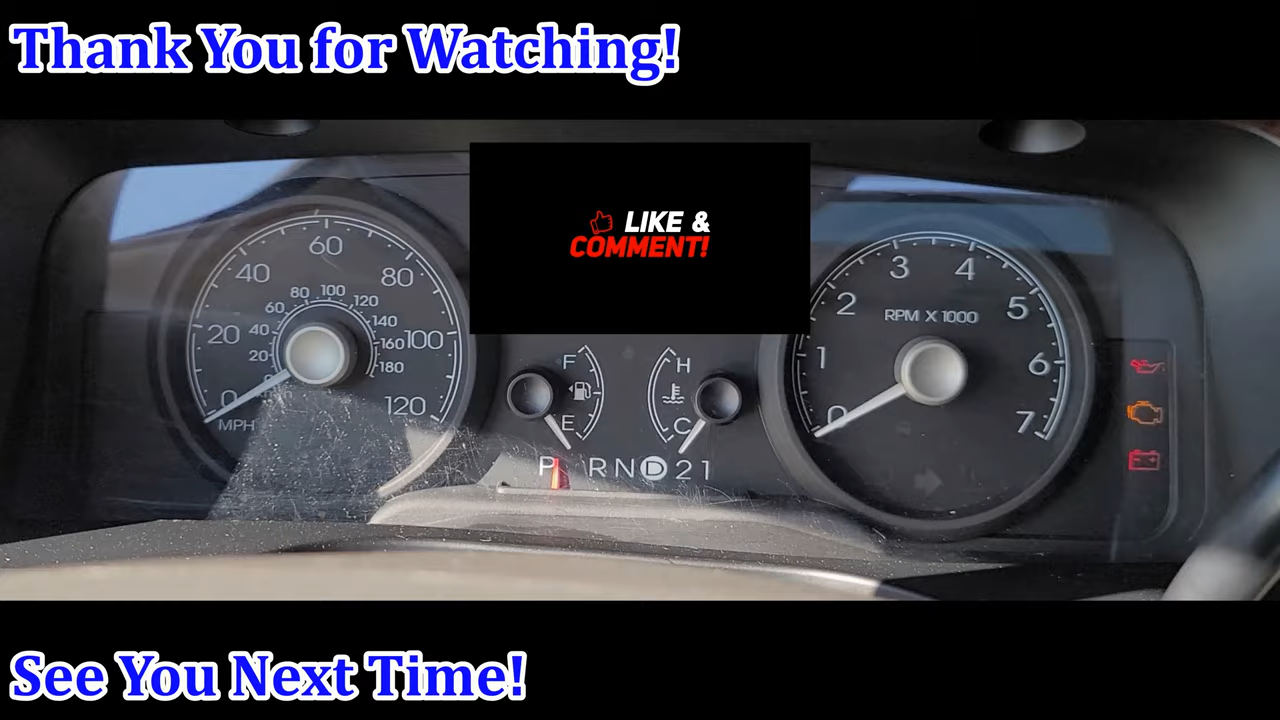 Thank You for Watching!
LIKE &
COMMENT!
60
40
80
20
100
0
120
MPH
80 100 120
60
140
40
160
20
180
F
E
H
C
3 4
2
5
RPM X 1000
1
6
0
7
P R N D 2 1
See You Next Time!